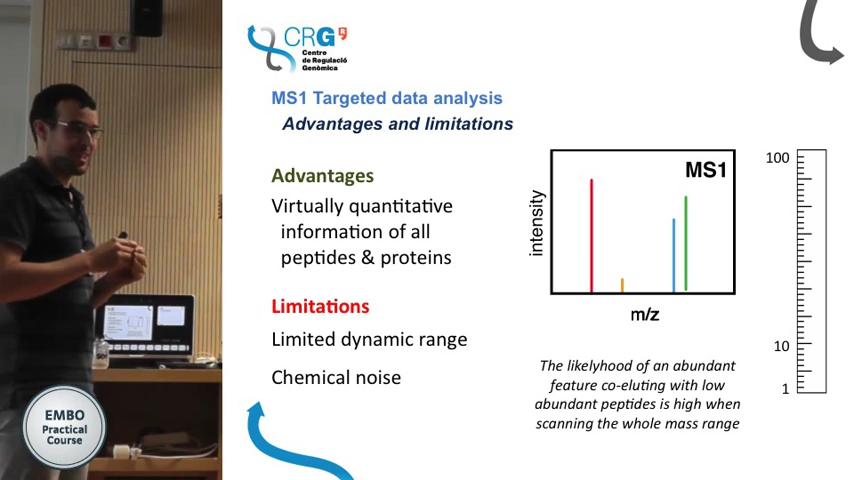 CRG
Centre
de Regulació
Genòmica
MS1 Targeted data analysis
Advantages and limitations
Advantages
Virtually quantitative
information of all
peptides & proteins
Limitations
Limited dynamic range
Chemical noise
MS1
intensity
m/z
The likelyhood of an abundant
feature co-eluting with low
abundant peptides is high when
scanning the whole mass range
100
10
1
EMBO
Practical
Course